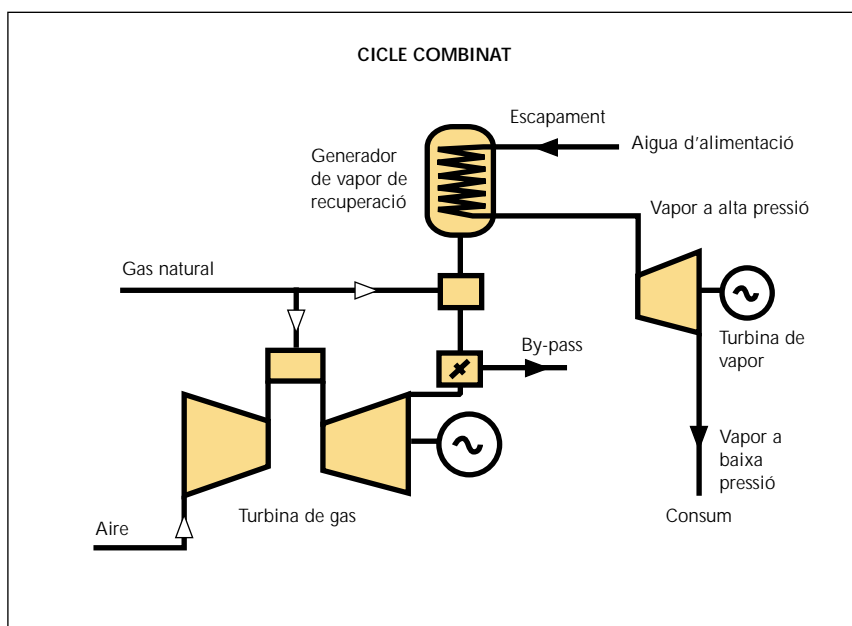 CICLE COMBINAT
Escapament
Aigua d'alimentació
Generador
de vapor de
recuperació
Vapor a alta pressió
Gas natural
Turbina de
vapor
By-pass
Vapor a
baixa
pressió
Consum
Turbina de gas
Aire